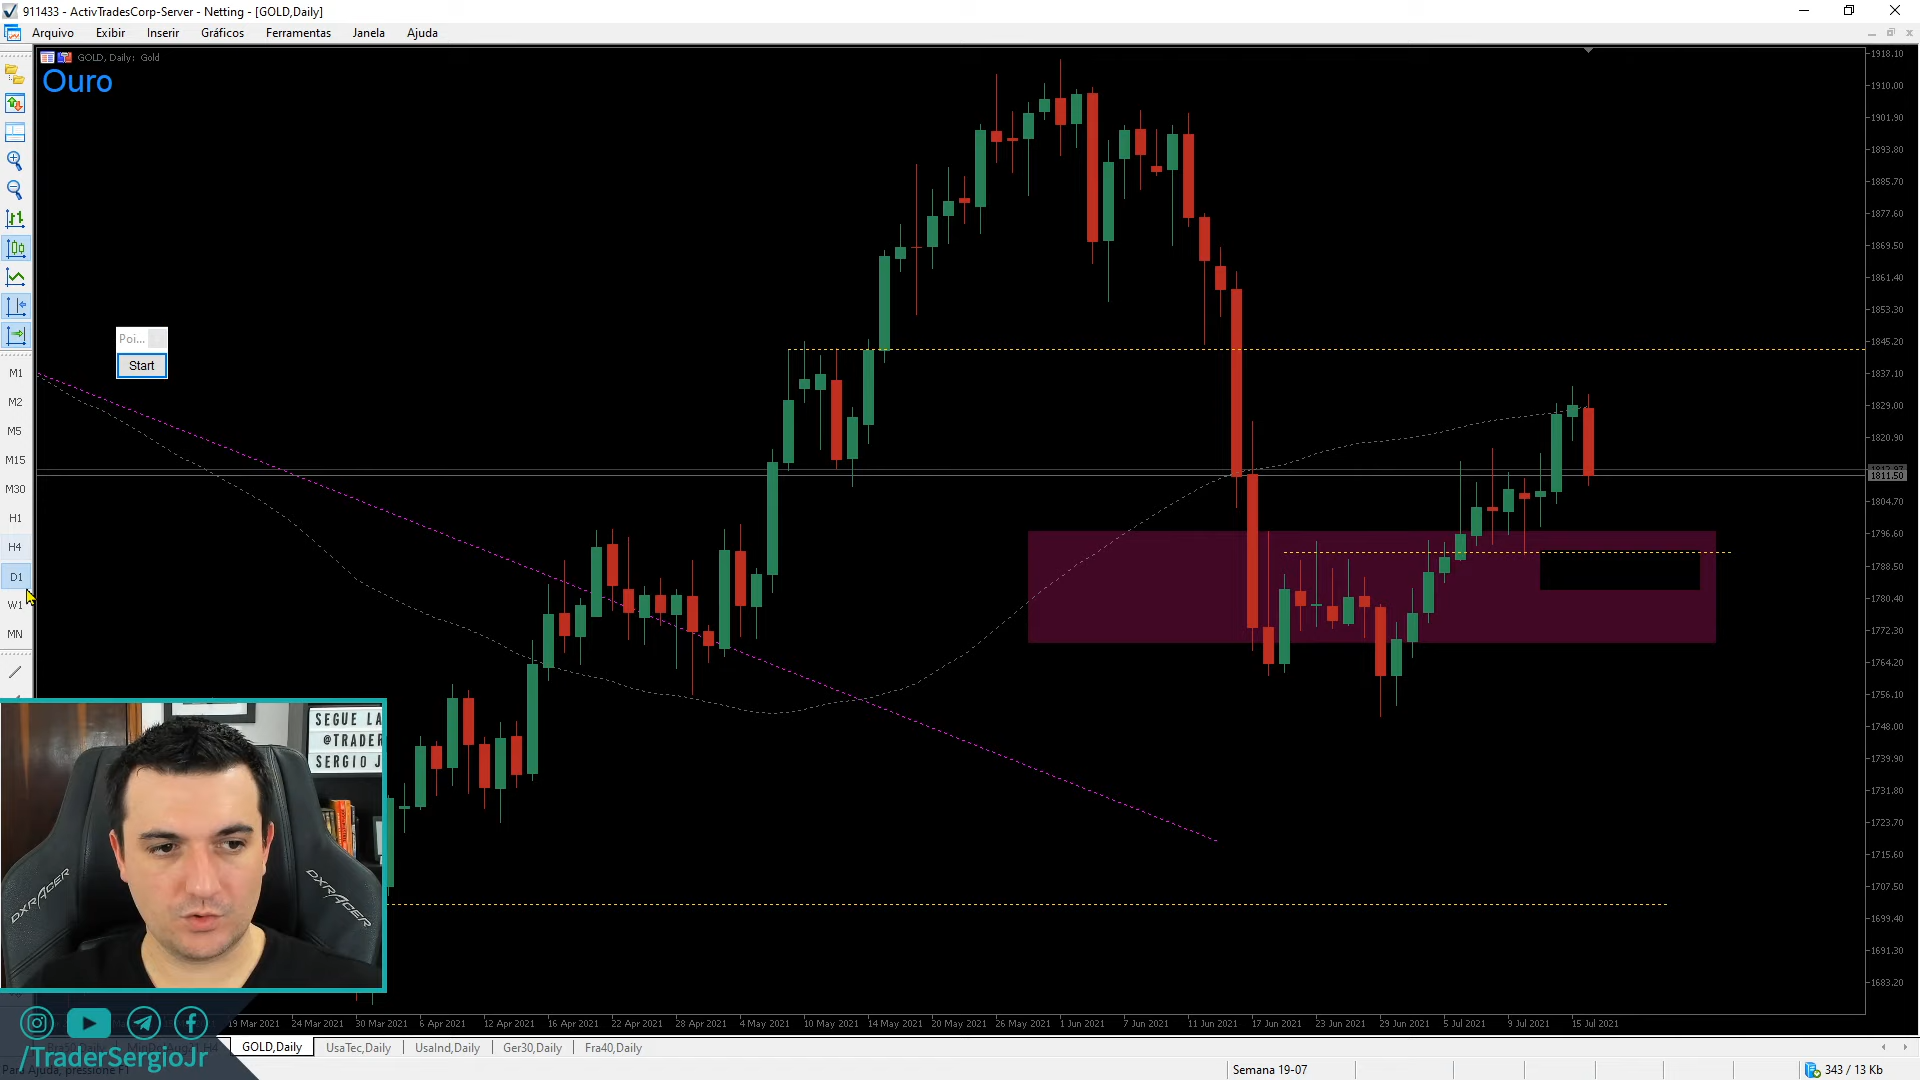 911433 - ActivTradesCorp-Server - Netting - [GOLD,Daily]
Arquivo Exibir Inserir Gráficos Ferramentas Janela Ajuda
GOLD, Daily: Gold
Ouro
Poi...
Start
M1
M2
M5
M15
M30
H1
H4
D1
W1
MN
1918.10
1910.00
1901.90
1893.80
1885.70
1877.60
1869.50
1861.40
1853.30
1845.20
1837.10
1829.00
1820.90
1811.50
1804.70
1796.60
1788.50
1780.40
1772.30
1764.20
1756.10
1748.00
1739.90
1731.80
1723.70
1715.60
1707.50
1699.40
1691.30
1683.20
SEGUE LA
@TRADER
SERGIO J
DXRACER
DXRACER
19 Mar 2021 24 Mar 2021 30 Mar 2021 6 Apr 2021 12 Apr 2021 16 Apr 2021 22 Apr 2021 28 Apr 2021 4 May 2021 10 May 2021 14 May 2021 20 May 2021 26 May 2021 1 Jun 2021 7 Jun 2021 11 Jun 2021 17 Jun 2021 23 Jun 2021 29 Jun 2021 5 Jul 2021 9 Jul 2021 15 Jul 2021
GOLD,Daily UsaTec,Daily UsaInd,Daily Ger30,Daily Fra40,Daily
/TraderSergioJr
Para Ajuda, pressione F1
Semana 19-07
343 / 13 Kb